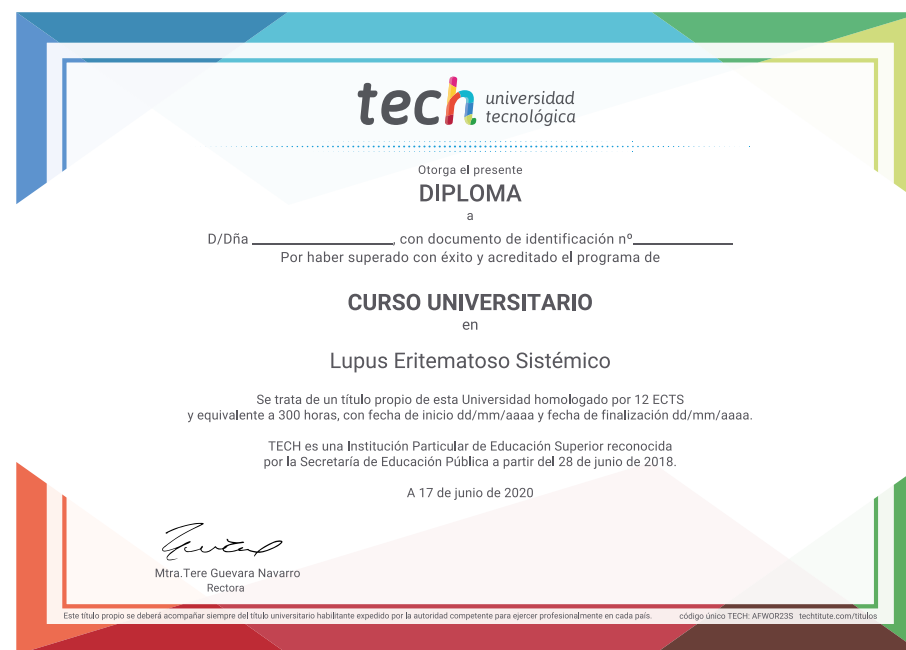 tech universidad
tecnológica
Otorga el presente
DIPLOMA
a
D/Dña ____________, con documento de identificación nº____________
Por haber superado con éxito y acreditado el programa de
CURSO UNIVERSITARIO
en
Lupus Eritematoso Sistémico
Se trata de un título propio de esta Universidad homologado por 12 ECTS
y equivalente a 300 horas, con fecha de inicio dd/mm/aaaa y fecha de finalización dd/mm/aaaa.
TECH es una Institución Particular de Educación Superior reconocida
por la Secretaría de Educación Pública a partir del 28 de junio de 2018.
A 17 de junio de 2020
Mtra.Tere Guevara Navarro
Rectora
Este título propio se deberá acompañar siempre del título universitario habilitante expedido por la autoridad competente para ejercer profesionalmente en cada país. código único TECH: AFWOR23S techtitute.com/titulos